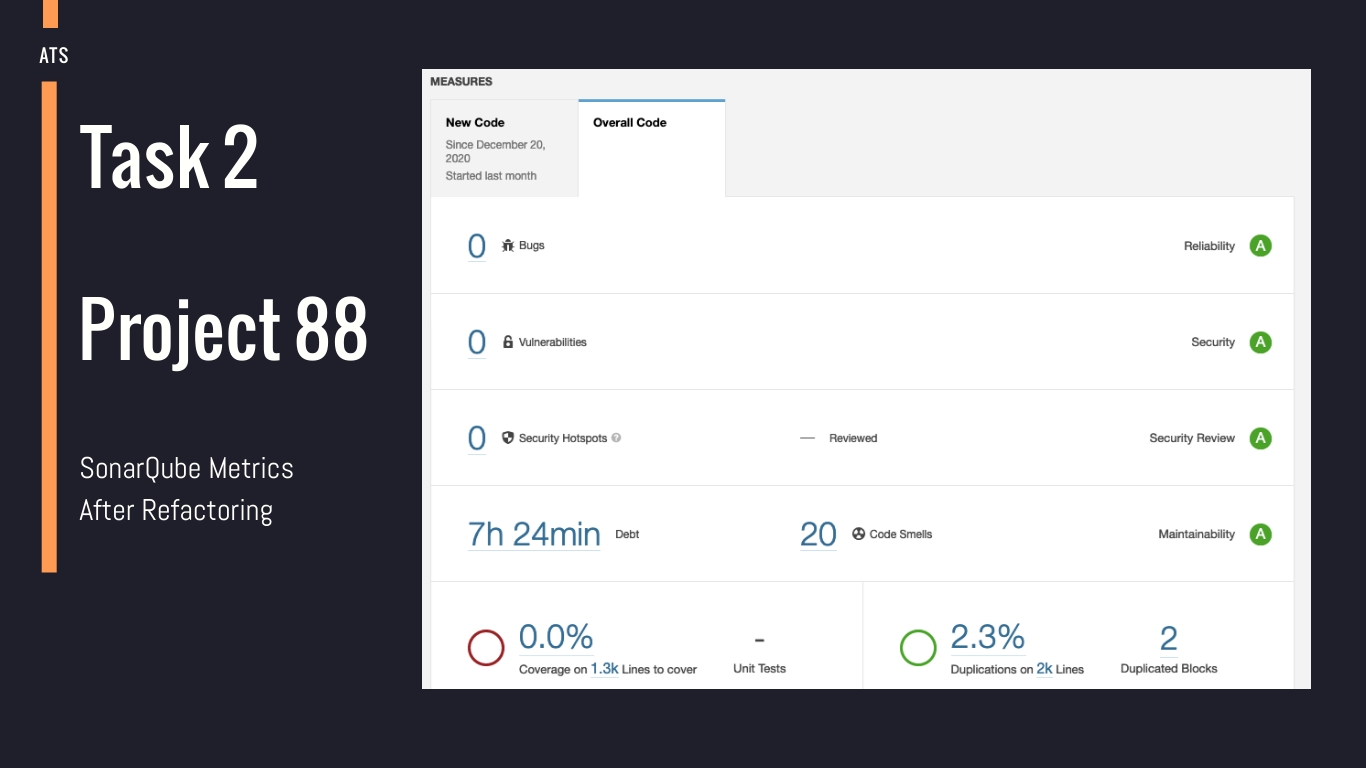 ATS
Task 2
Project 88
SonarQube Metrics
After Refactoring
MEASURES
New Code
Since December 20,
2020
Started last month
Overall Code
0 Bugs Reliability A
0 Vulnerabilities Security A
0 Security Hotspots ? — Reviewed Security Review A
7h 24min Debt 20 Code Smells Maintainability A
0.0% - 2.3% 2
Coverage on 1.3k Lines to cover Unit Tests Duplications on 2k Lines Duplicated Blocks